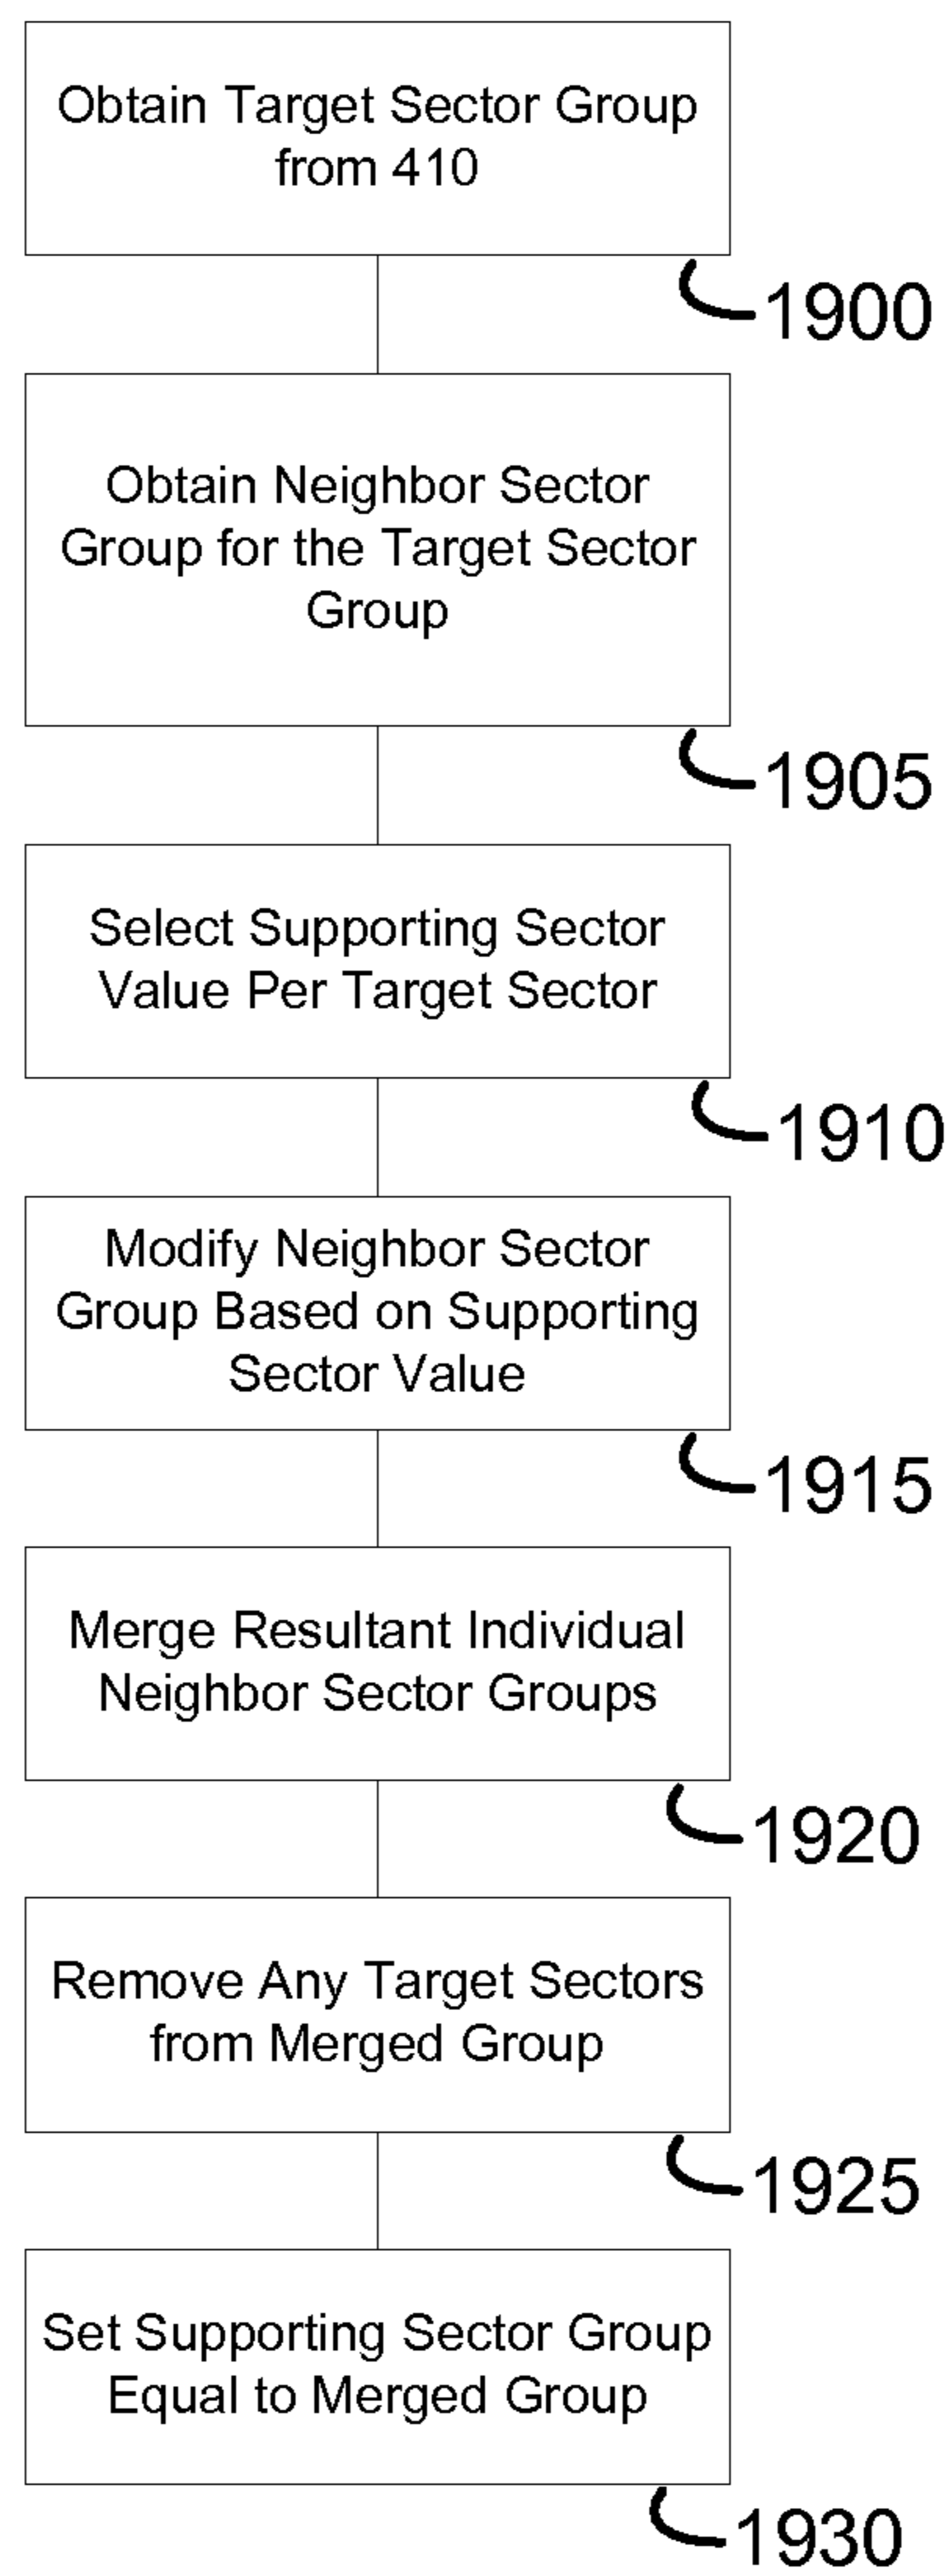 Obtain Target Sector Group
from 410
1900
Obtain Neighbor Sector
Group for the Target Sector
Group
1905
Select Supporting Sector
Value Per Target Sector
1910
Modify Neighbor Sector
Group Based on Supporting
Sector Value
1915
Merge Resultant Individual
Neighbor Sector Groups
1920
Remove Any Target Sectors
from Merged Group
1925
Set Supporting Sector Group
Equal to Merged Group
1930